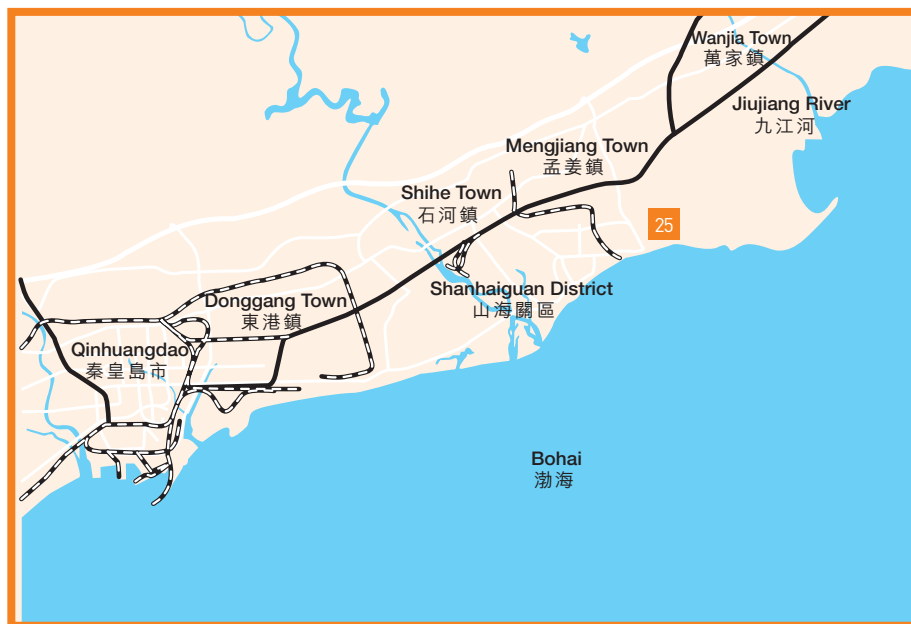 Wanjia Town
萬家鎮
Jiujiang River
九江河
Mengjiang Town
孟姜鎮
Shihe Town
石河鎮
25
Shanhaiguan District
山海關區
Donggang Town
東港鎮
Qinhuangdao
秦皇島市
Bohai
渤海